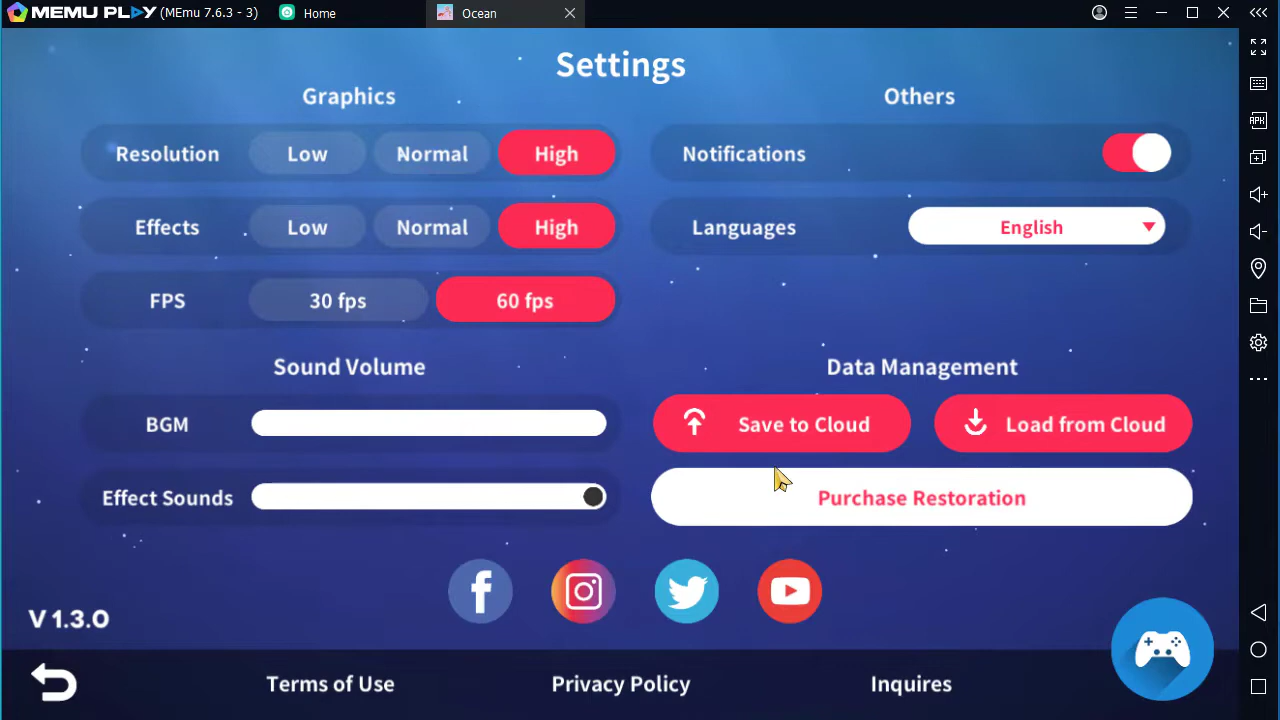 MEMU PLAY (MEmu 7.6.3 - 3) Home Ocean
Settings
Graphics
Resolution Low Normal High
Effects Low Normal High
FPS 30 fps 60 fps
Sound Volume
BGM
Effect Sounds
Others
Notifications
Languages English
Data Management
Save to Cloud Load from Cloud
Purchase Restoration
V 1.3.0
Terms of Use Privacy Policy Inquires
APK